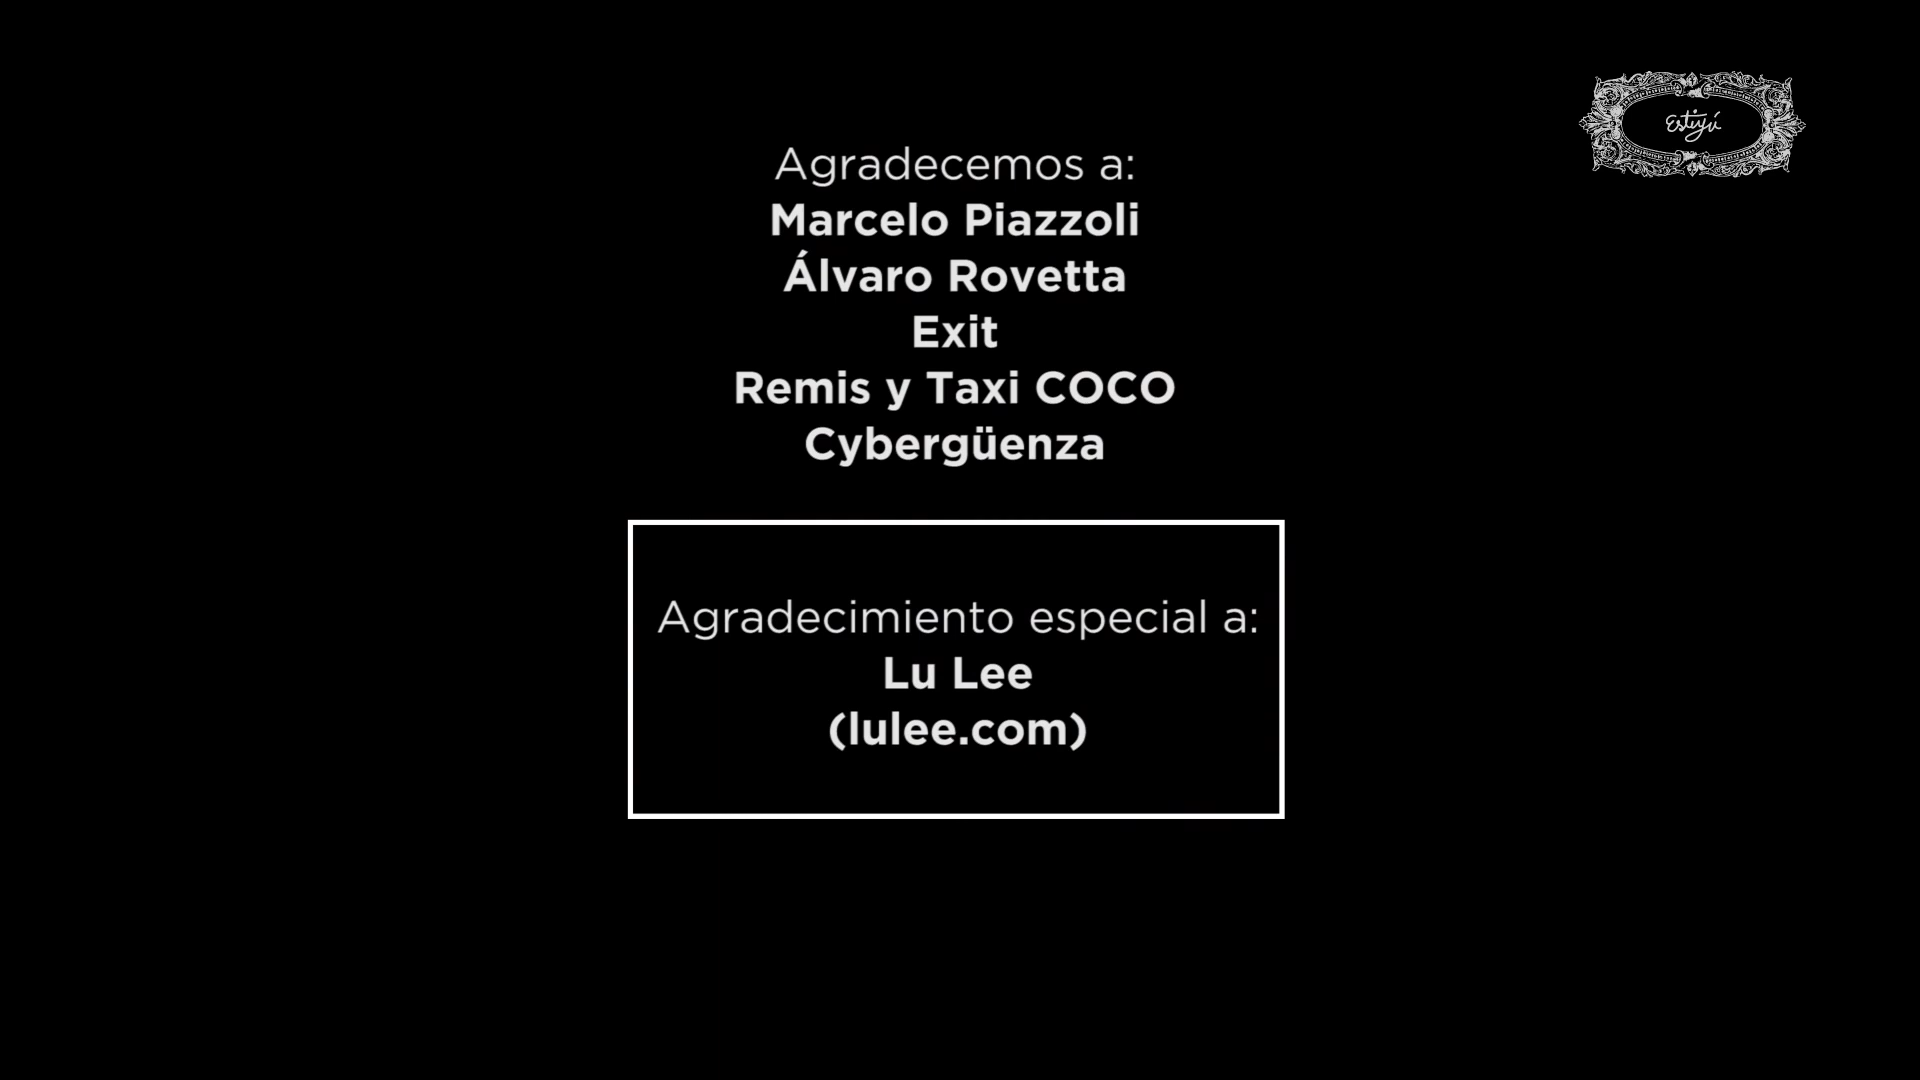 Agradecemos a:
Marcelo Piazzoli
Álvaro Rovetta
Exit
Remis y Taxi COCO
Cybergüenza
Agradecimiento especial a:
Lu Lee
(lulee.com)